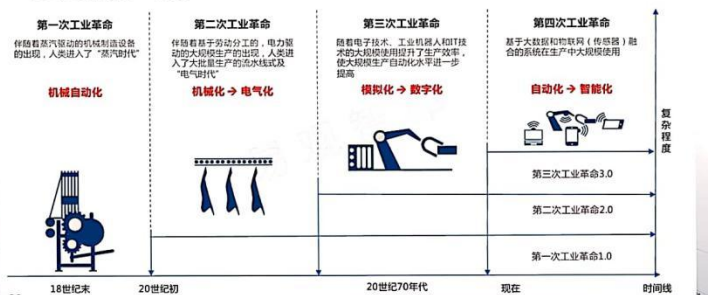 第一次工业革命
伴随着蒸汽驱动的机械制造设备
的出现，人类进入了“蒸汽时代”
机械自动化
第二次工业革命
伴随着基于劳动分工的，电力驱
动的大规模生产的出现，人类进
入了大批量生产的流水线式及
“电气时代”
机械化→电气化
第三次工业革命
随着电子技术、工业机器人和IT技
术的大规模使用提升了生产效率，
使大规模生产自动化水平进一步
提高
模拟化→数字化
第四次工业革命
基于大数据和物联网（传感器）融
合的系统在生产中大规模使用
自动化→智能化
复杂程度
第三次工业革命3.0
第二次工业革命2.0
第一次工业革命1.0
18世纪末
20世纪初
20世纪70年代
现在
时间线